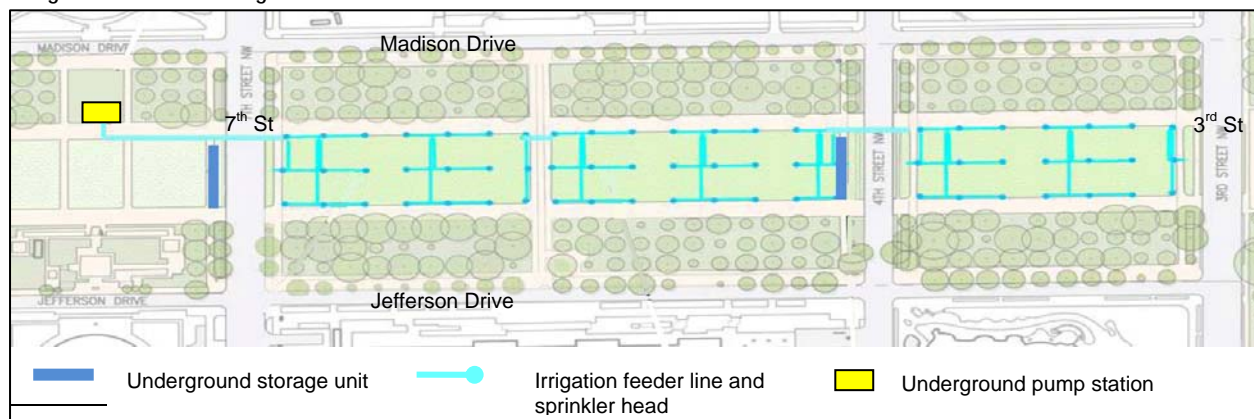 Madison Drive
MADISON DRIVE
7th St
3rd St
4TH STREET NW
3RD STREET NW
Jefferson Drive
JEFFERSON DRIVE
Underground storage unit
Irrigation feeder line and
sprinkler head
Underground pump station